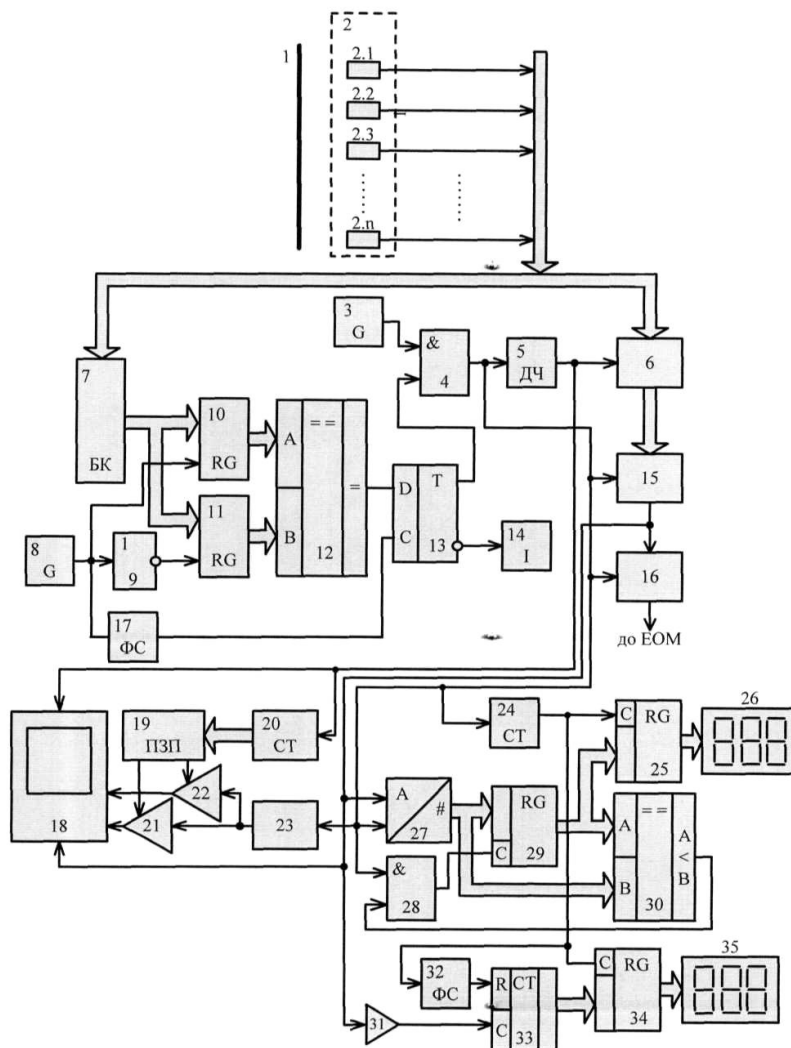 2
1
2.1
2.2
2.3
2.n
3
G
&
4
5
ДЧ
6
7
БК
10
RG
11
RG
A
B
= =
=
12
D
C
T
13
14
I
15
16
до ЕОМ
8
G
1
9
17
ФС
18
19
ПЗП
20
СТ
21
22
23
24
СТ
C
RG
25
26
A
#
27
&
28
RG
C
29
A
B
= =
A
<
B
30
31
32
ФС
R
C
СТ
33
C
RG
34
35